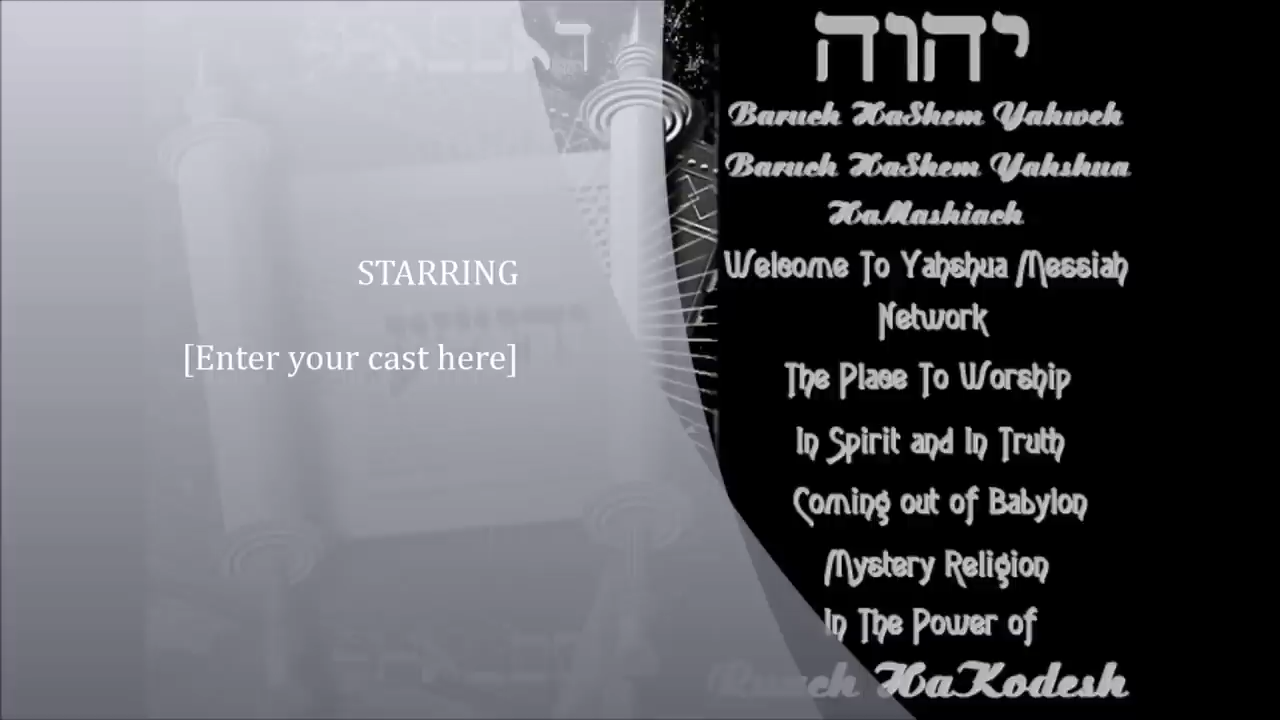 STARRING
[Enter your cast here]
יהוה
Baruch HaShem Yahweh
Baruch HaShem Yahshua
HaMashiach
Welcome To Yahshua Messiah
Network
The Place To Worship
In Spirit and In Truth
Coming out of Babylon
Mystery Religion
In The Power of
Ruach HaKodesh